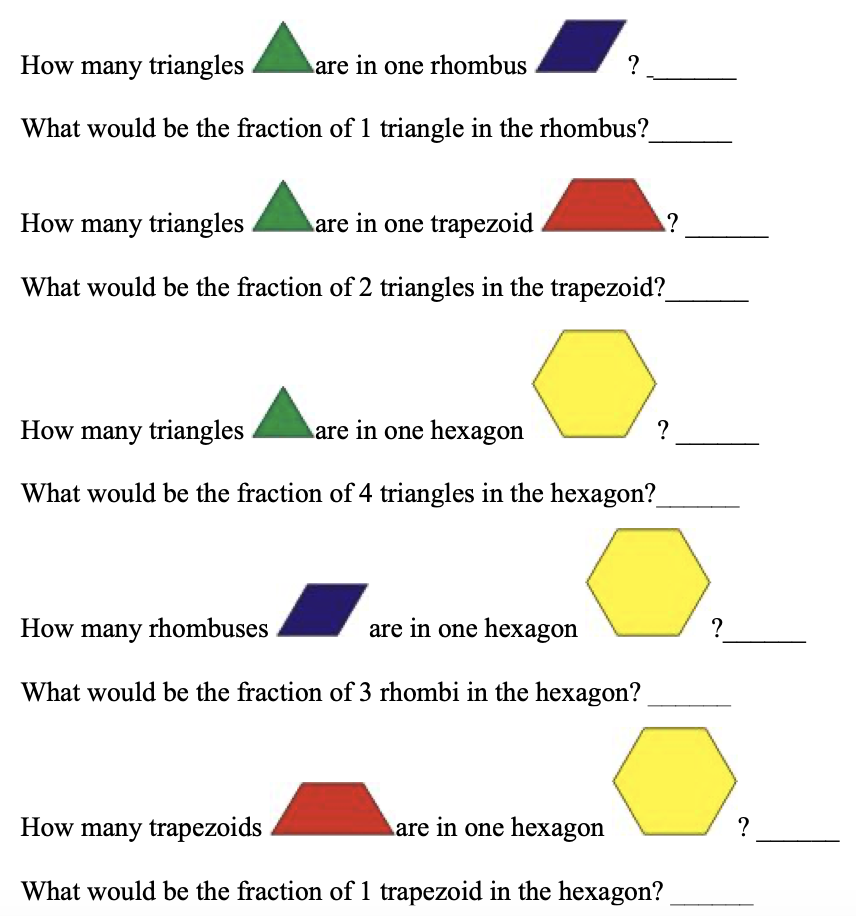 How many triangles are in one rhombus ? _______
What would be the fraction of 1 triangle in the rhombus?______
How many triangles are in one trapezoid ? ______
What would be the fraction of 2 triangles in the trapezoid?______
How many triangles are in one hexagon ? ______
What would be the fraction of 4 triangles in the hexagon?______
How many rhombuses are in one hexagon ?______
What would be the fraction of 3 rhombi in the hexagon? ______
How many trapezoids are in one hexagon ? ______
What would be the fraction of 1 trapezoid in the hexagon? ______